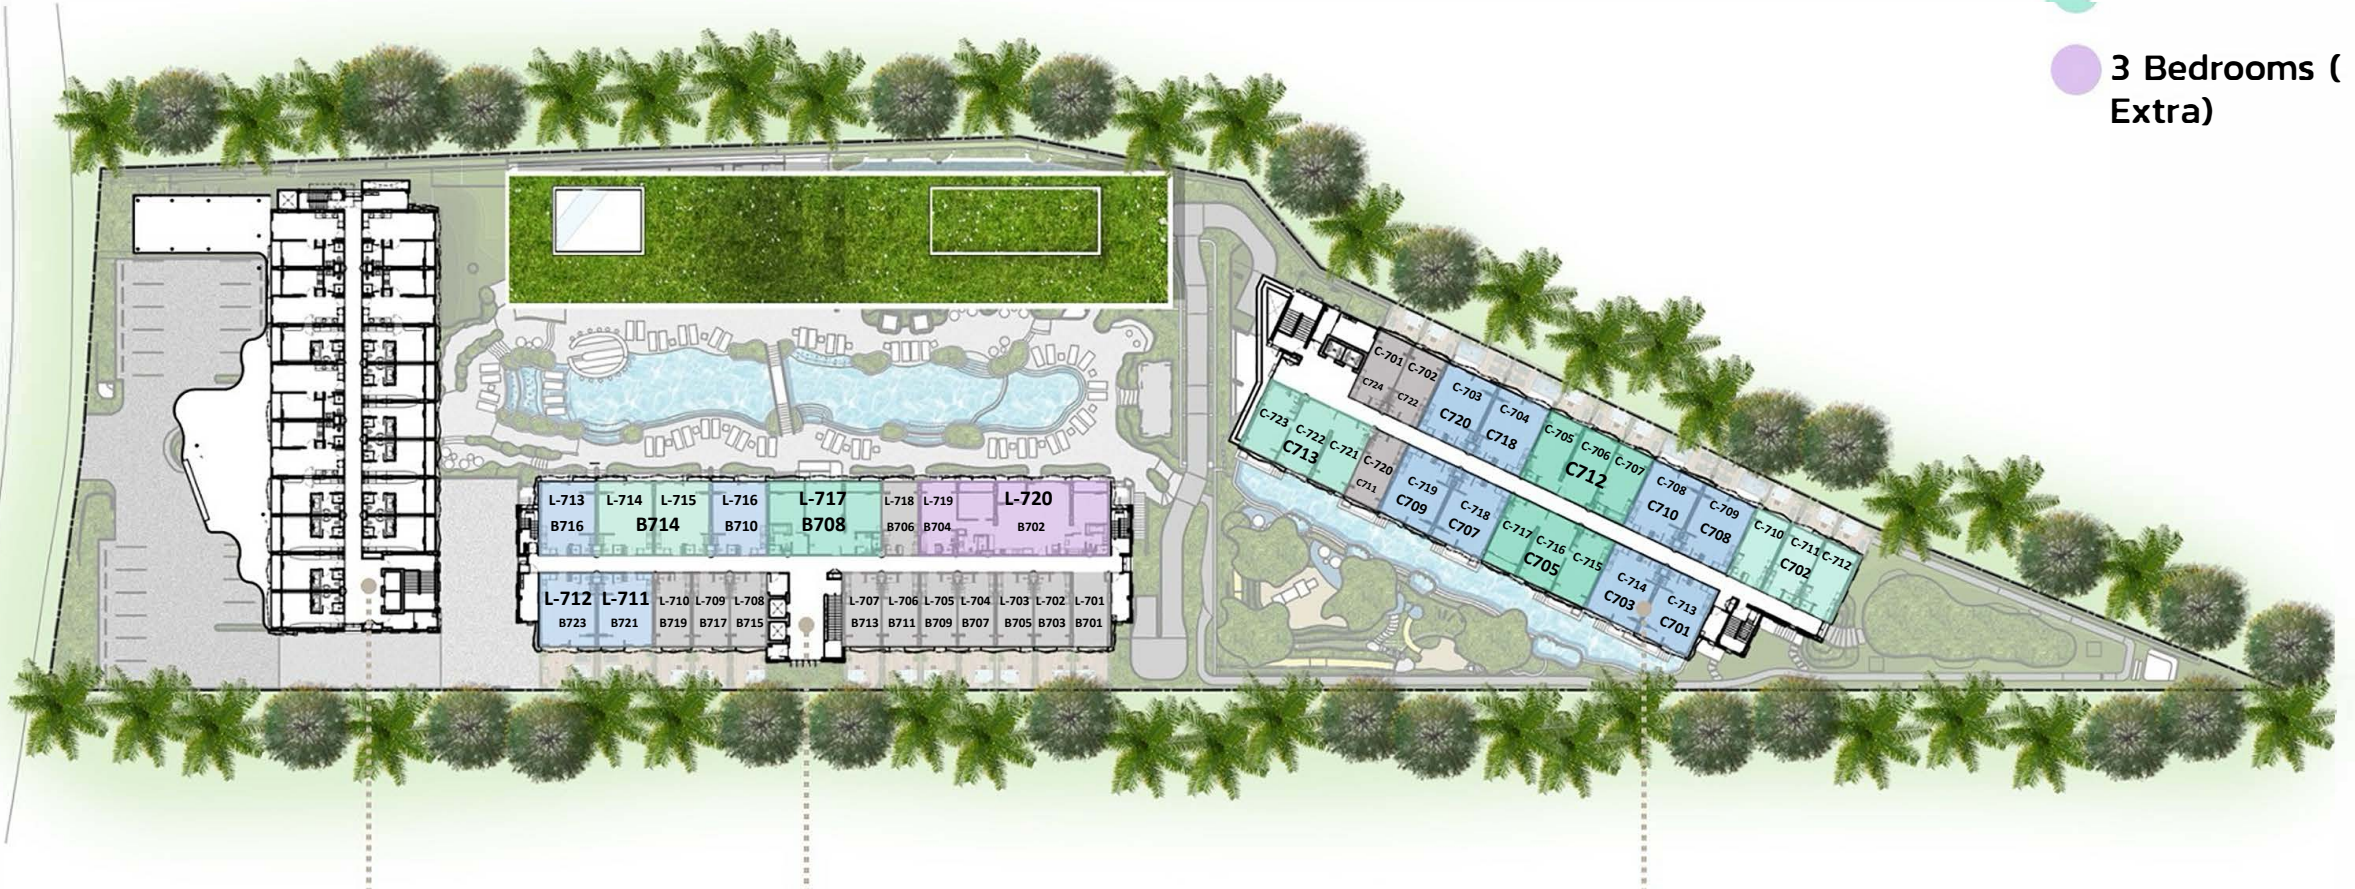 3 Bedrooms (
Extra)
L-713 L-714 L-715 L-716 L-717 L-718 L-719 L-720
B716 B714 B710 B708 B706 B704 B702
L-712 L-711 L-710 L-709 L-708 L-707 L-706 L-705 L-704 L-703 L-702 L-701
B723 B721 B719 B717 B715 B713 B711 B709 B707 B705 B703 B701
C-701 C-702 C-703 C-704 C-705 C-706 C-707 C-708 C-709 C-710 C-711 C-712
C724 C722 C720 C718 C712 C710 C708 C702
C-723 C-722 C-721 C-720 C-719 C-718 C-717 C-716 C-715 C-714 C-713
C713 C711 C709 C707 C705 C703 C701